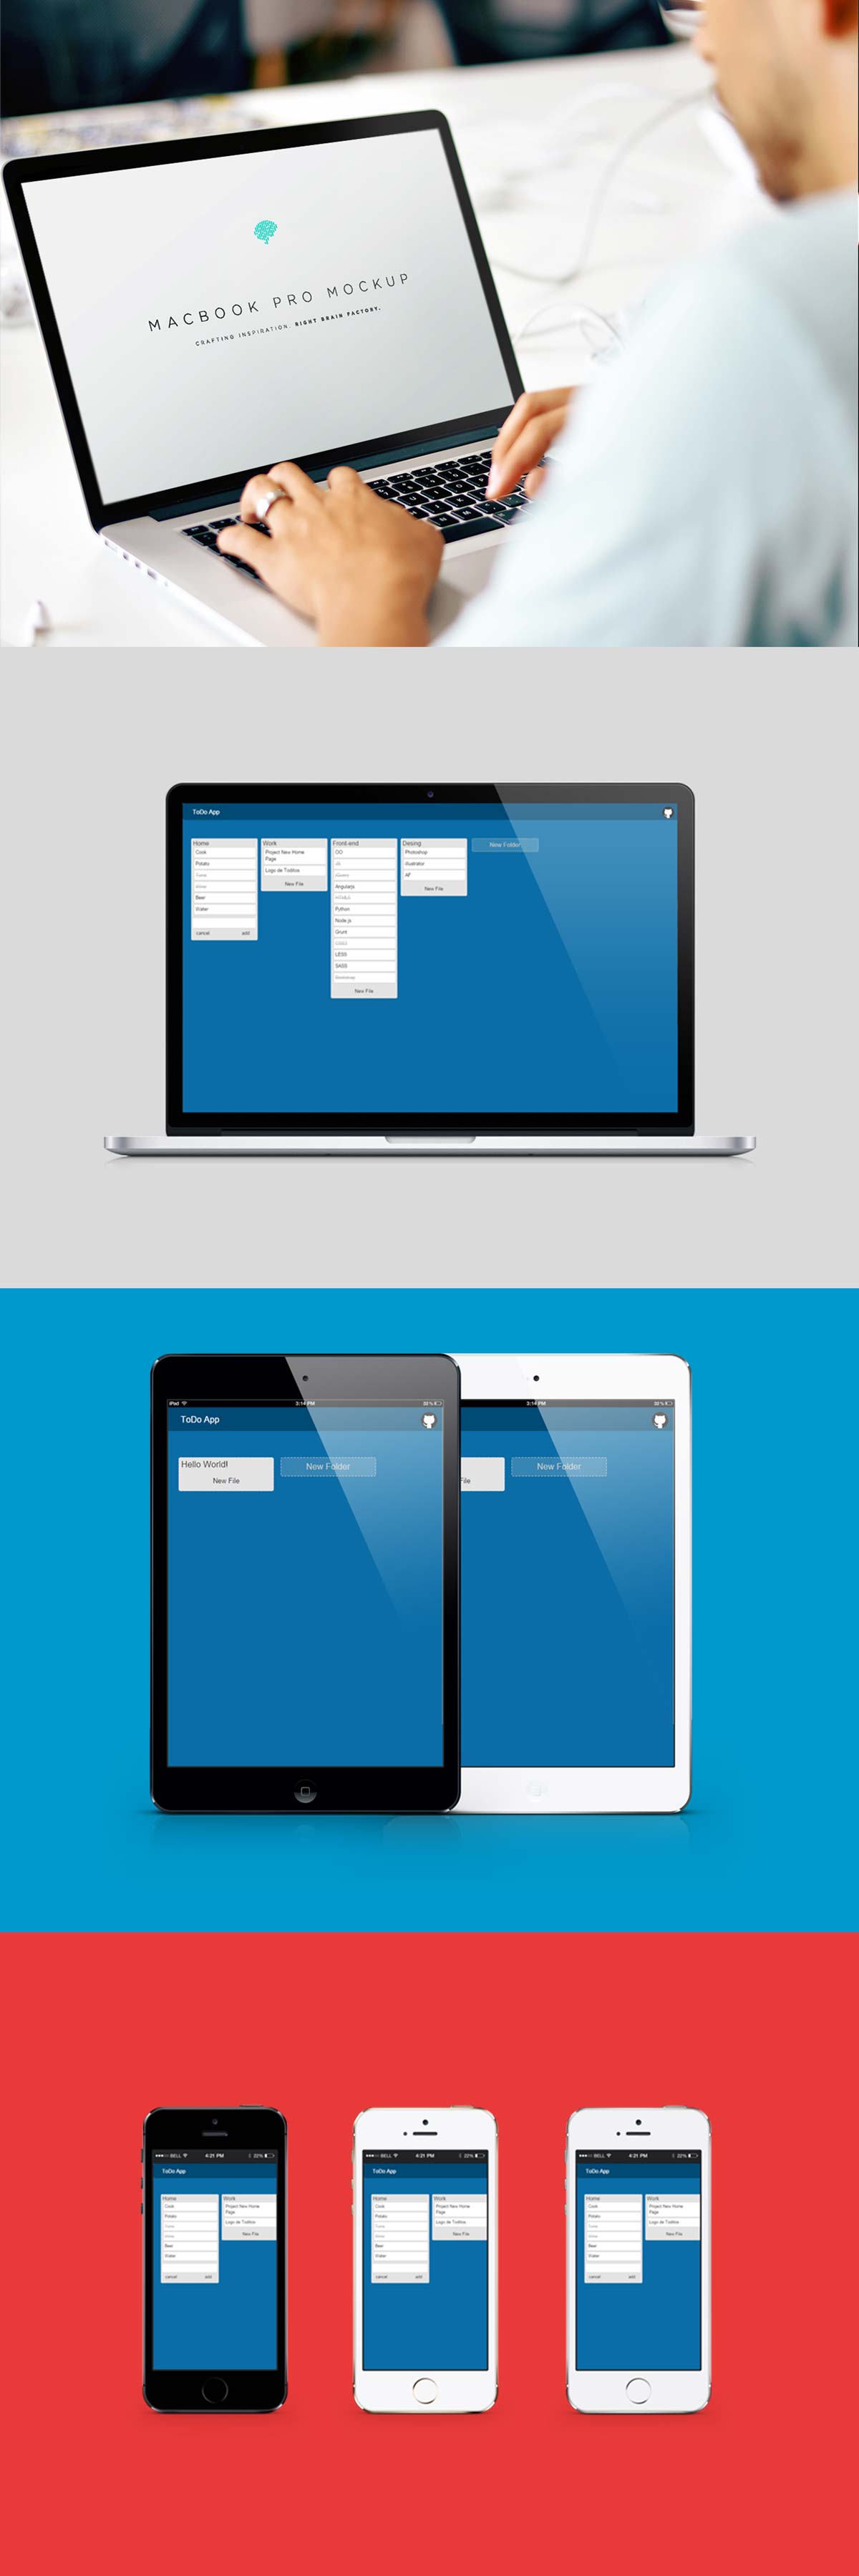 MACBOOK PRO MOCKUP
CRAFTING INSPIRATION. RIGHT BRAIN FACTORY.
ToDo App
Home
Cook
Potato
Beer
Water
cancel add
Work
Project New Home
Page
Logo de Toditos
New File
Front-end
OO
JS
jQuery
Angularjs
HTML5
Python
Node.js
Grunt
CSS3
LESS
SASS
Bootstrap
New File
Desing
Photoshop
Illustrator
AF
New File
New Folder
iPad 3:14 PM
ToDo App
Hello World!
New File
New Folder
3:14 PM
File
New Folder
BELL 4:21 PM 22%
ToDo App
Home
Cook
Potato
Beer
Water
cancel add
Work
Project New Home
Page
Logo de Toditos
New File
BELL 4:21 PM 22%
ToDo App
Home
Cook
Potato
Beer
Water
cancel add
Work
Project New Home
Page
Logo de Toditos
New File
BELL 4:21 PM 22%
ToDo App
Home
Cook
Potato
Beer
Water
cancel add
Work
Project New Home
Page
Logo de Toditos
New File